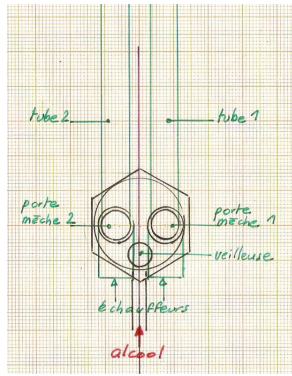 tube 2
tube 1
porte
mèche 2
porte
mèche 1
veilleuse
échauffeurs
alcool